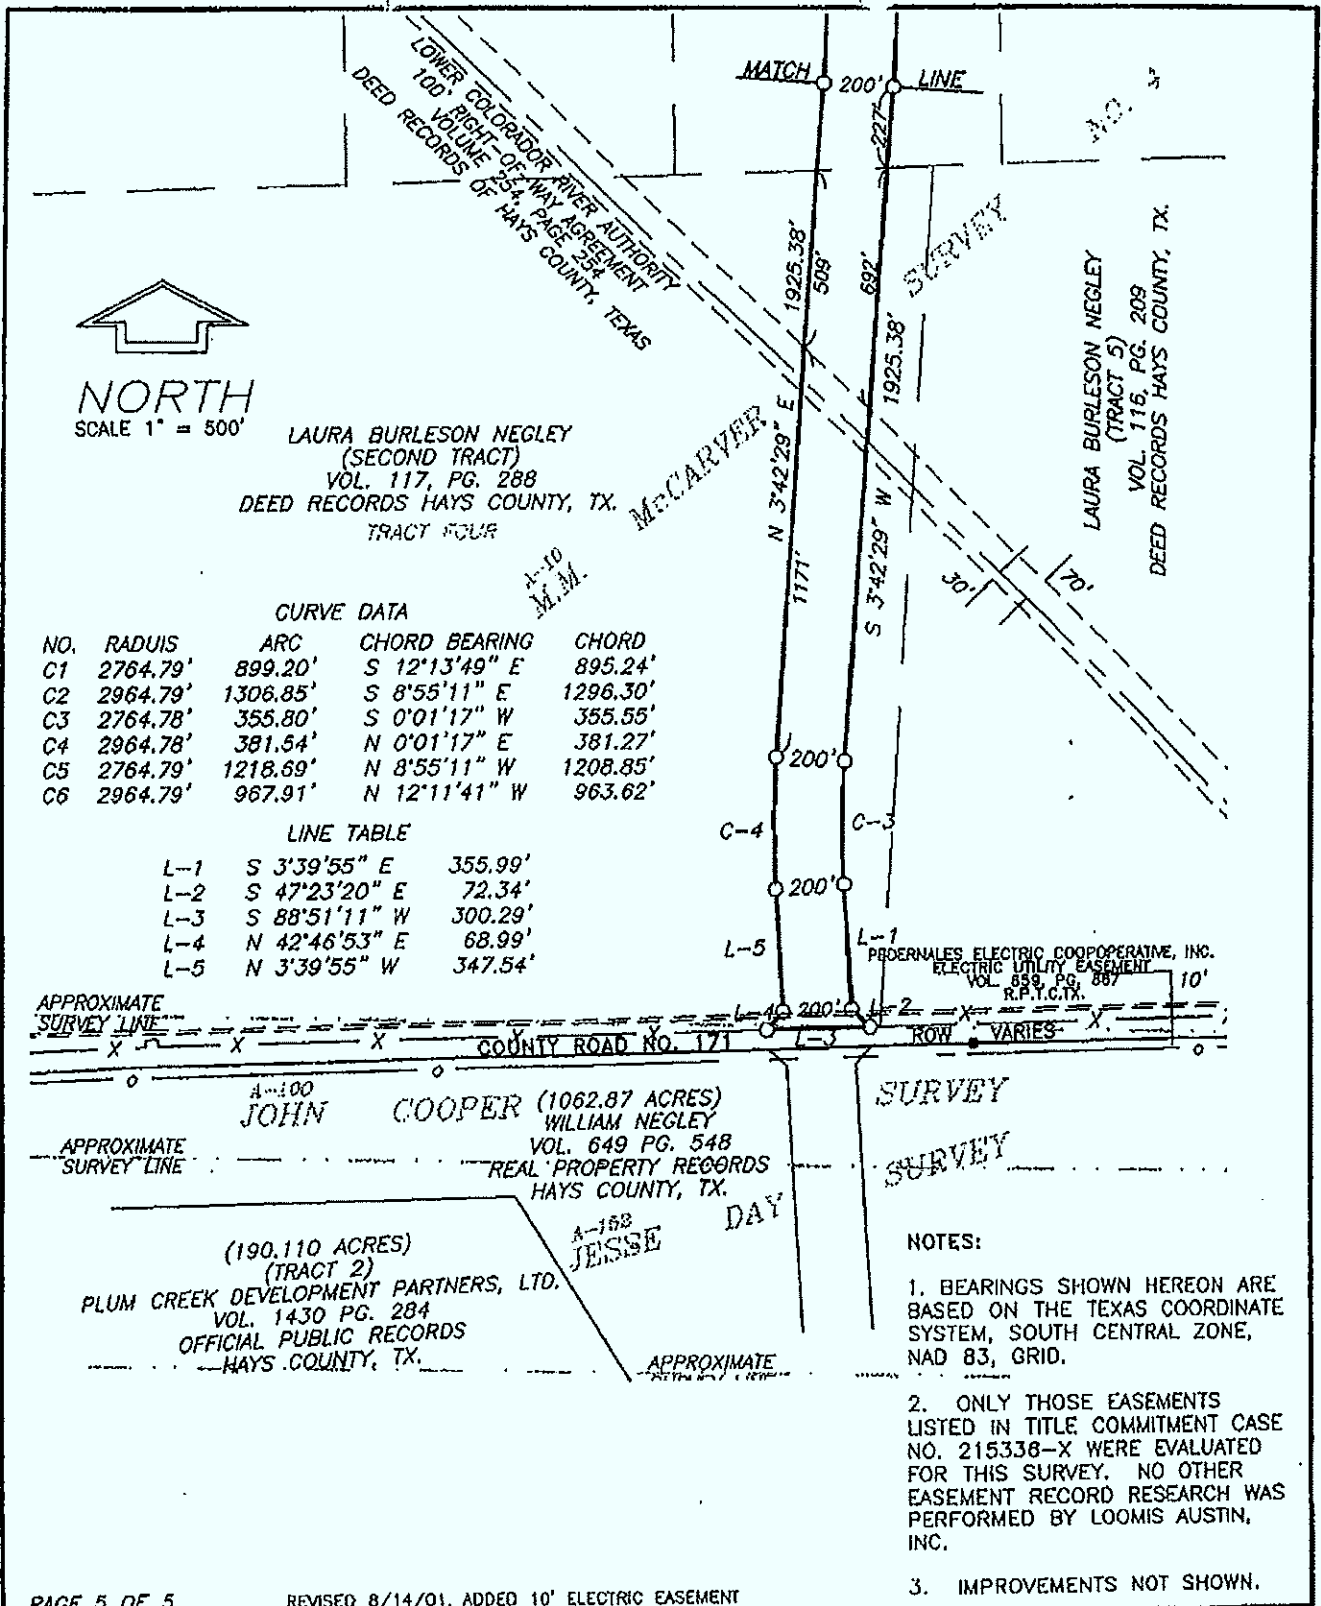 MATCH 200' LINE
227'
NO.
LOWER COLORADOR RIVER AUTHORITY
100' RIGHT-OF-WAY AGREEMENT
VOLUME 254, PAGE 254
DEED RECORDS OF HAYS COUNTY, TEXAS
1925.38'
509'
692'
1925.38'
SURVEY
LAURA BURLESON NEGLEY
(TRACT 5)
VOL. 116, PG. 209
DEED RECORDS HAYS COUNTY, TX.
NORTH
SCALE 1" = 500'
LAURA BURLESON NEGLEY
(SECOND TRACT)
VOL. 117, PG. 288
DEED RECORDS HAYS COUNTY, TX.
TRACT FOUR
N 3°42'29" E
S 3°42'29" W
McCARVER
A-10
M.M.
1171'
30'
70'
CURVE DATA
NO. RADUIS ARC CHORD BEARING CHORD
C1 2764.79' 899.20' S 12°13'49" E 895.24'
C2 2964.79' 1306.85' S 8°55'11" E 1296.30'
C3 2764.78' 355.80' S 0°01'17" W 355.55'
C4 2964.78' 381.54' N 0°01'17" E 381.27'
C5 2764.79' 1218.69' N 8°55'11" W 1208.85'
C6 2964.79' 967.91' N 12°11'41" W 963.62'
200'
C-4 C-3
200'
LINE TABLE
L-1 S 3°39'55" E 355.99'
L-2 S 47°23'20" E 72.34'
L-3 S 88°51'11" W 300.29'
L-4 N 42°46'53" E 68.99'
L-5 N 3°39'55" W 347.54'
L-5 L-1
PEDERNALES ELECTRIC COOPOPERATIVE, INC.
ELECTRIC UTILITY EASEMENT
VOL. 859, PG. 887
R.P.T.C.TX.
10'
APPROXIMATE
SURVEY LINE
L-4 200' L-2
L-3
COUNTY ROAD NO. 171
ROW VARIES
A-100
JOHN COOPER SURVEY
(1062.87 ACRES)
WILLIAM NEGLEY
VOL. 649 PG. 548
REAL PROPERTY RECORDS
HAYS COUNTY, TX.
APPROXIMATE
SURVEY LINE
JESSE DAY SURVEY
(190.110 ACRES)
(TRACT 2)
PLUM CREEK DEVELOPMENT PARTNERS, LTD.
VOL. 1430 PG. 284
OFFICIAL PUBLIC RECORDS
HAYS COUNTY, TX.
APPROXIMATE
SURVEY LINE
NOTES:
1. BEARINGS SHOWN HEREON ARE
BASED ON THE TEXAS COORDINATE
SYSTEM, SOUTH CENTRAL ZONE,
NAD 83, GRID.
2. ONLY THOSE EASEMENTS
LISTED IN TITLE COMMITMENT CASE
NO. 215338-X WERE EVALUATED
FOR THIS SURVEY. NO OTHER
EASEMENT RECORD RESEARCH WAS
PERFORMED BY LOOMIS AUSTIN,
INC.
3. IMPROVEMENTS NOT SHOWN.
PAGE 5 OF 5
REVISED 8/14/01, ADDED 10' ELECTRIC EASEMENT